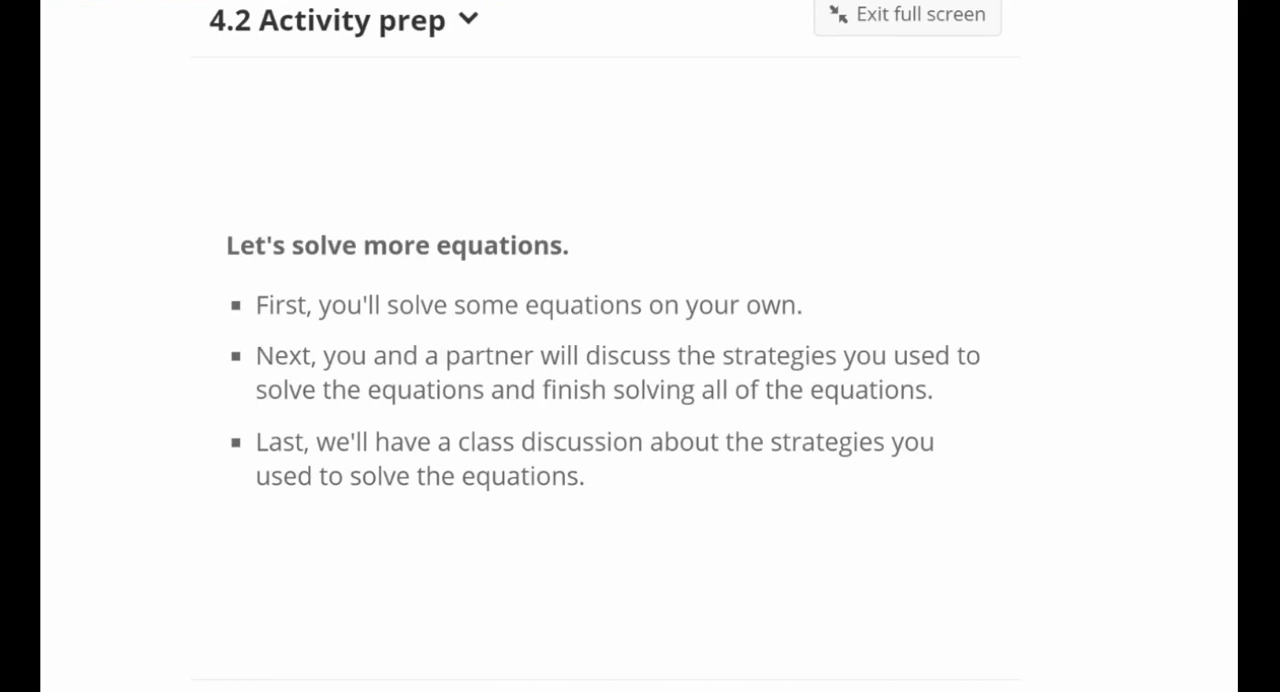 4.2 Activity prep
Exit full screen
Let's solve more equations.
First, you'll solve some equations on your own.
Next, you and a partner will discuss the strategies you used to
solve the equations and finish solving all of the equations.
Last, we'll have a class discussion about the strategies you
used to solve the equations.